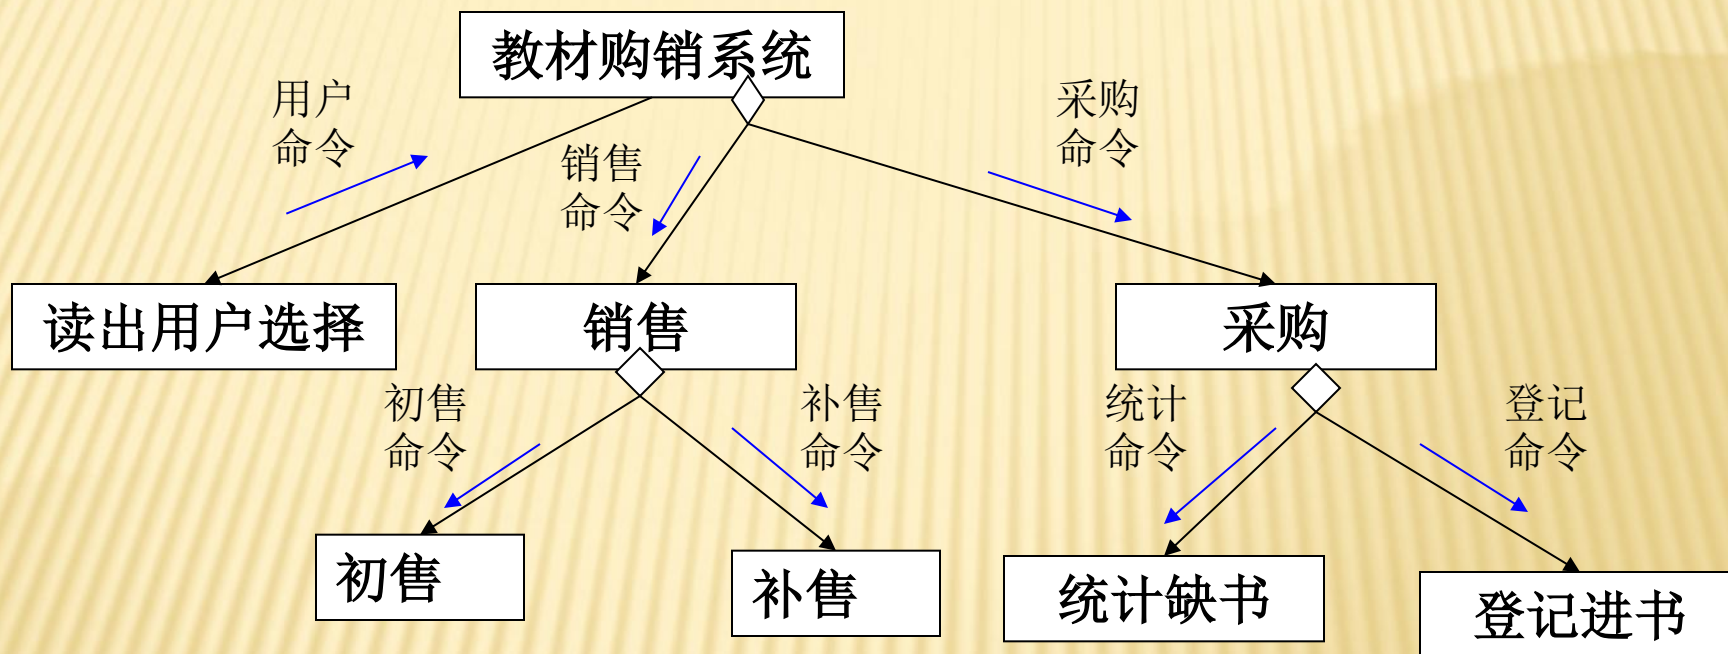 教材购销系统
用户
命令
销售
命令
采购
命令
读出用户选择
销售
采购
初售
命令
补售
命令
统计
命令
登记
命令
初售
补售
统计缺书
登记进书